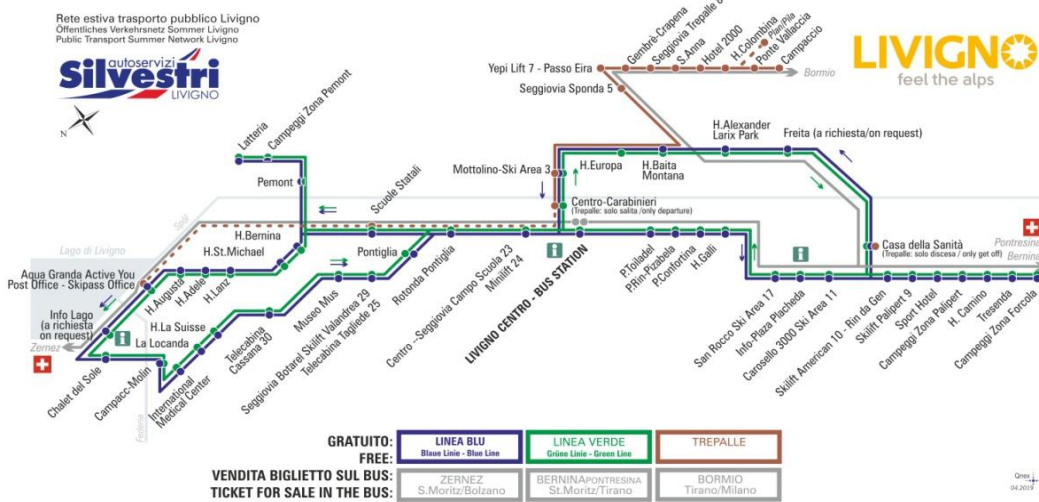 Rete estiva trasporto pubblico Livigno
Öffentliches Verkehrsnetz Sommer Livigno
Public Transport Summer Network Livigno
autoservizi
Silvestri
LIVIGNO
N
LIVIGNO
feel the alps
Gembrè-Crapena
Seggiovia Trepalle
S.Anna
Hotel 2000
H.Colombina
Plan/Pila
Ponte Vallaccia
Campaccio
Yepi Lift 7 - Passo Eira
Bormio
Seggiovia Sponda 5
Latteria
Campeggi Zona Pemont
Pemont
Scuole Statali
Mottolino-Ski Area 3
H.Europa
H.Baita
Montana
H.Alexander
Larix Park
Freita (a richiesta/on request)
Centro-Carabinieri
(Trepalle: solo salita /only departure)
Spöl
Lago di Livigno
H.Bernina
H.St.Michael
Pontiglia
Aqua Granda Active You
Post Office - Skipass Office
H.Augusta
H.Adele
H.Lanz
Info Lago
(a richiesta
on request)
Zernez
H.La Suisse
La Locanda
Chalet del Sole
Campacc-Molin
Federia
International
Medical Center
Telecabina
Cassana 30
Museo Mus
Seggiovia Botarel Skilift Valandrea 29
Telecabina Tagliede 25
Rotonda Pontiglia
Centro --Seggiovia Campo Scuola 23
Minilift 24
LIVIGNO CENTRO - BUS STATION
P.Toiladel
P.Rin-Pizabela
P.Confortina
H.Galli
Casa della Sanità
(Trepalle: solo discesa / only get off)
Pontresina
Bernina
San Rocco Ski Area 17
Info-Plaza Placheda
Carosello 3000 Ski Area 11
Skilift American 10 - Rin da Gen
Skilift Palipert 9
Sport Hotel
Campeggi Zona Palipert
H. Camino
Tresenda
Campeggi Zona Forcola
GRATUITO:
FREE:
LINEA BLU
Blaue Linie - Blue Line
LINEA VERDE
Grüne Linie - Green Line
TREPALLE
VENDITA BIGLIETTO SUL BUS:
TICKET FOR SALE IN THE BUS:
ZERNEZ
S.Moritz/Bolzano
BERNINAPONTRESINA
St.Moritz/Tirano
BORMIO
Tirano/Milano
Qnex
04.2019